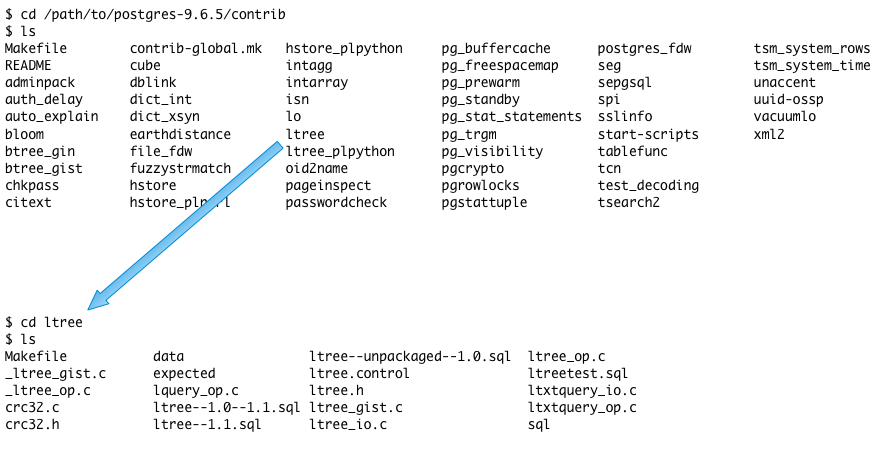 $ cd /path/to/postgres-9.6.5/contrib
$ ls
Makefile contrib-global.mk hstore_plpython pg_buffercache postgres_fdw tsm_system_rows
README cube intagg pg_freespacemap seg tsm_system_time
adminpack dblink intarray pg_prewarm sepgsql unaccent
auth_delay dict_int isn pg_standby spi uuid-ossp
auto_explain dict_xsyn lo pg_stat_statements sslinfo vacuumlo
bloom earthdistance ltree pg_trgm start-scripts xml2
btree_gin file_fdw ltree_plpython pg_visibility tablefunc
btree_gist fuzzystrmatch oid2name pgcrypto tcn
chkpass hstore pageinspect pgrowlocks test_decoding
citext hstore_plperl passwordcheck pgstattuple tsearch2
$ cd ltree
$ ls
Makefile data ltree--unpackaged--1.0.sql ltree_op.c
_ltree_gist.c expected ltree.control ltreetest.sql
_ltree_op.c lquery_op.c ltree.h ltxtquery_io.c
crc32.c ltree--1.0--1.1.sql ltree_gist.c ltxtquery_op.c
crc32.h ltree--1.1.sql ltree_io.c sql